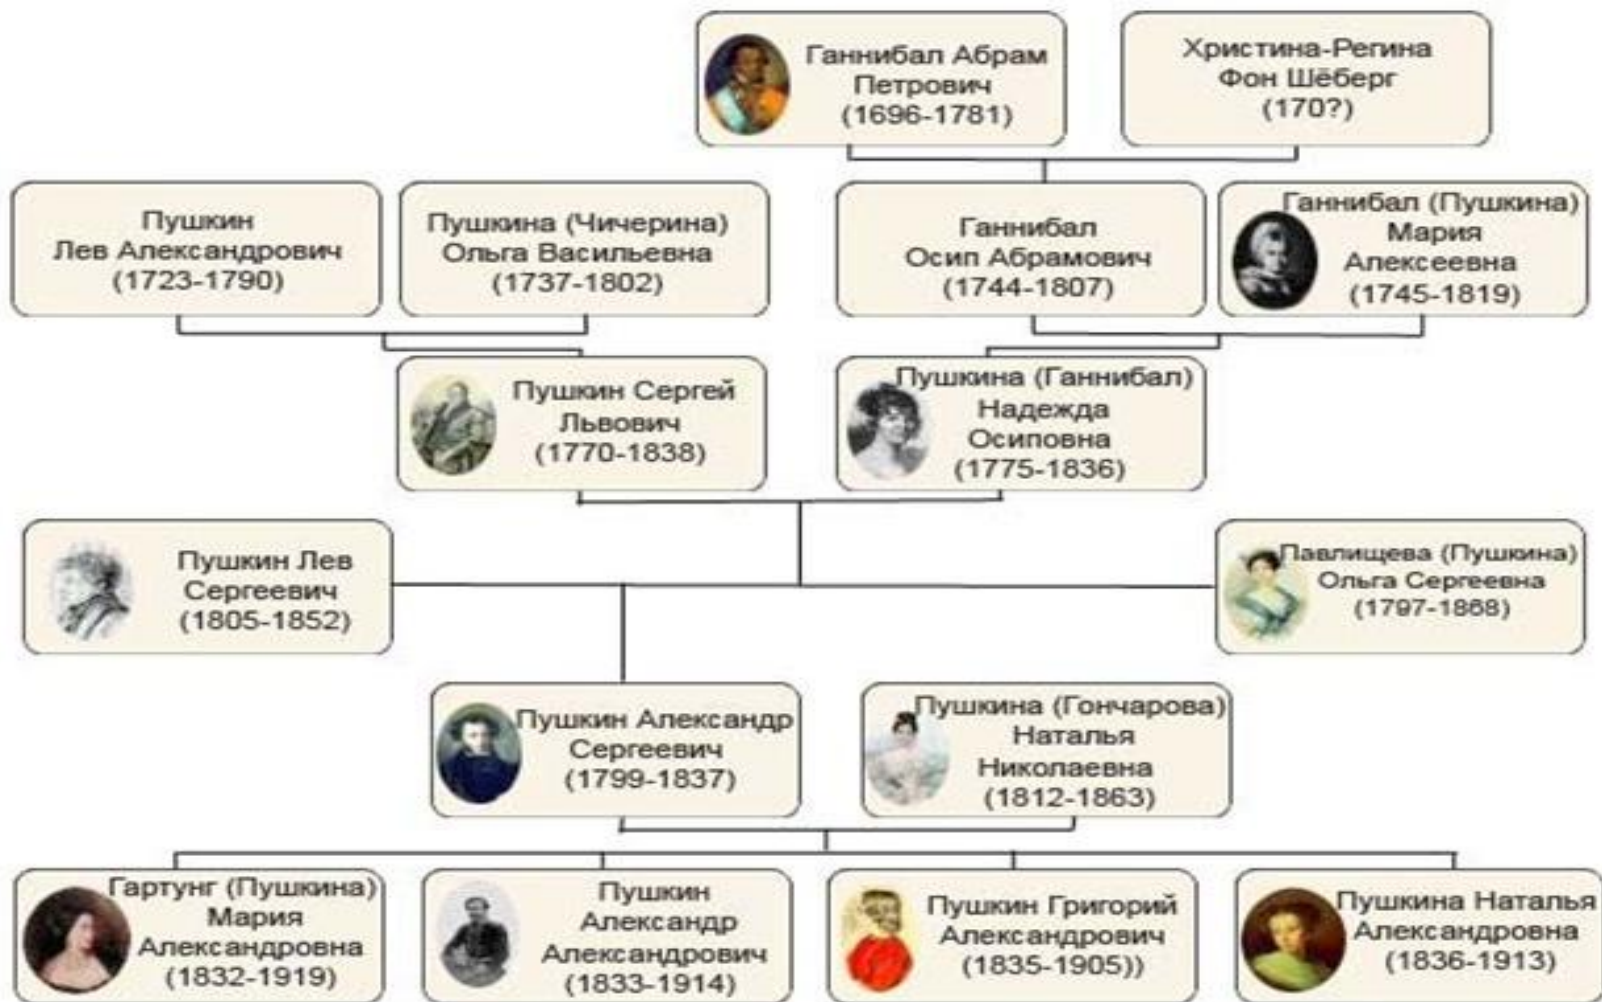 Ганнибал Абрам
Петрович
(1696-1781)
Христина-Регина
Фон Шёберг
(170?)
Пушкин
Лев Александрович
(1723-1790)
Пушкина (Чичерина)
Ольга Васильевна
(1737-1802)
Ганнибал
Осип Абрамович
(1744-1807)
Ганнибал (Пушкина)
Мария
Алексеевна
(1745-1819)
Пушкин Сергей
Львович
(1770-1838)
Пушкина (Ганнибал)
Надежда
Осиповна
(1775-1836)
Пушкин Лев
Сергеевич
(1805-1852)
Павлищева (Пушкина)
Ольга Сергеевна
(1797-1868)
Пушкин Александр
Сергеевич
(1799-1837)
Пушкина (Гончарова)
Наталья
Николаевна
(1812-1863)
Гартунг (Пушкина)
Мария
Александровна
(1832-1919)
Пушкин
Александр
Александрович
(1833-1914)
Пушкин Григорий
Александрович
(1835-1905))
Пушкина Наталья
Александровна
(1836-1913)